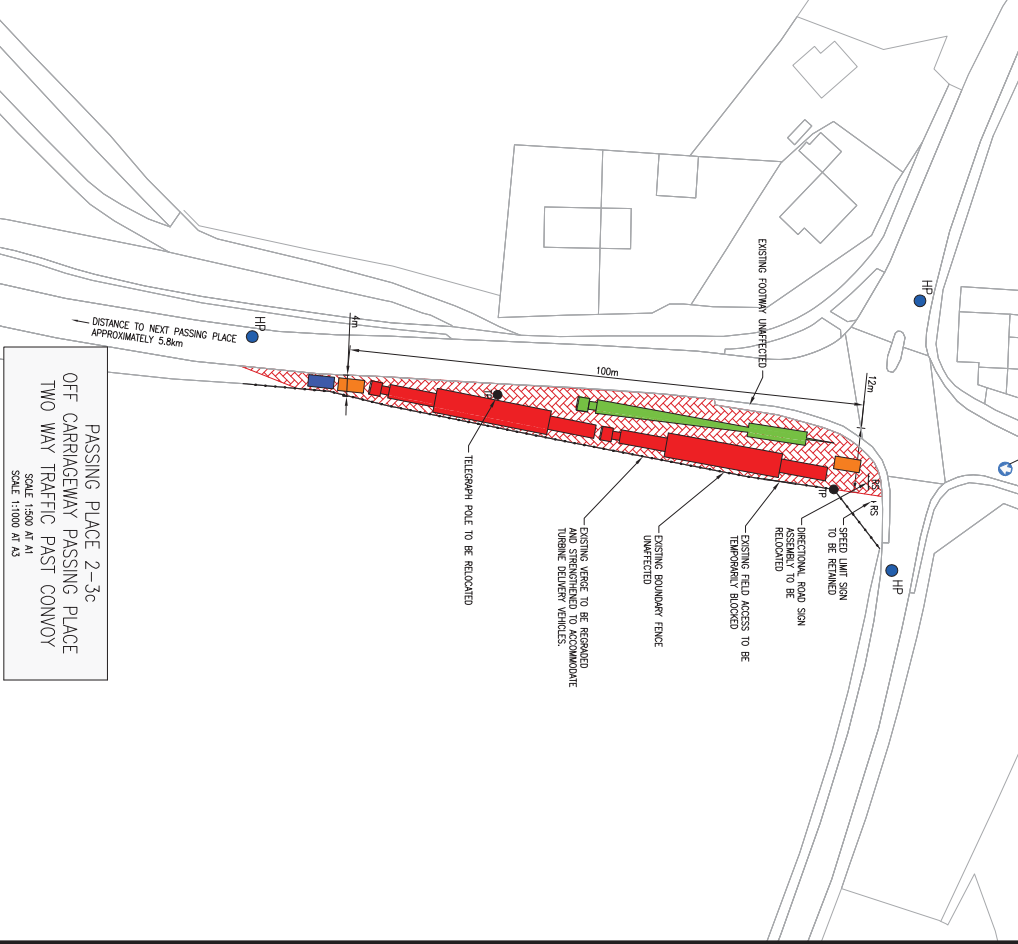 PASSING PLACE 2-3c
OFF CARRIAGEWAY PASSING PLACE
TWO WAY TRAFFIC PAST CONVOY
SCALE 1:500 AT A1
SCALE 1:1000 AT A3
HP
HP
HP
12m
100m
4m
EXISTING FOOTWAY UNAFFECTED
DISTANCE TO NEXT PASSING PLACE
APPROXIMATELY 5.8km
RS
RS
TP
TP
SPEED LIMIT SIGN
TO BE RETAINED
DIRECTIONAL ROAD SIGN
ASSEMBLY TO BE
RELOCATED
EXISTING FIELD ACCESS TO BE
TEMPORARILY BLOCKED
EXISTING BOUNDARY FENCE
UNAFFECTED
EXISTING VERGE TO BE REGRADED
AND STRENGTHENED TO ACCOMMODATE
TURBINE DELIVERY VEHICLES.
TELEGRAPH POLE TO BE RELOCATED